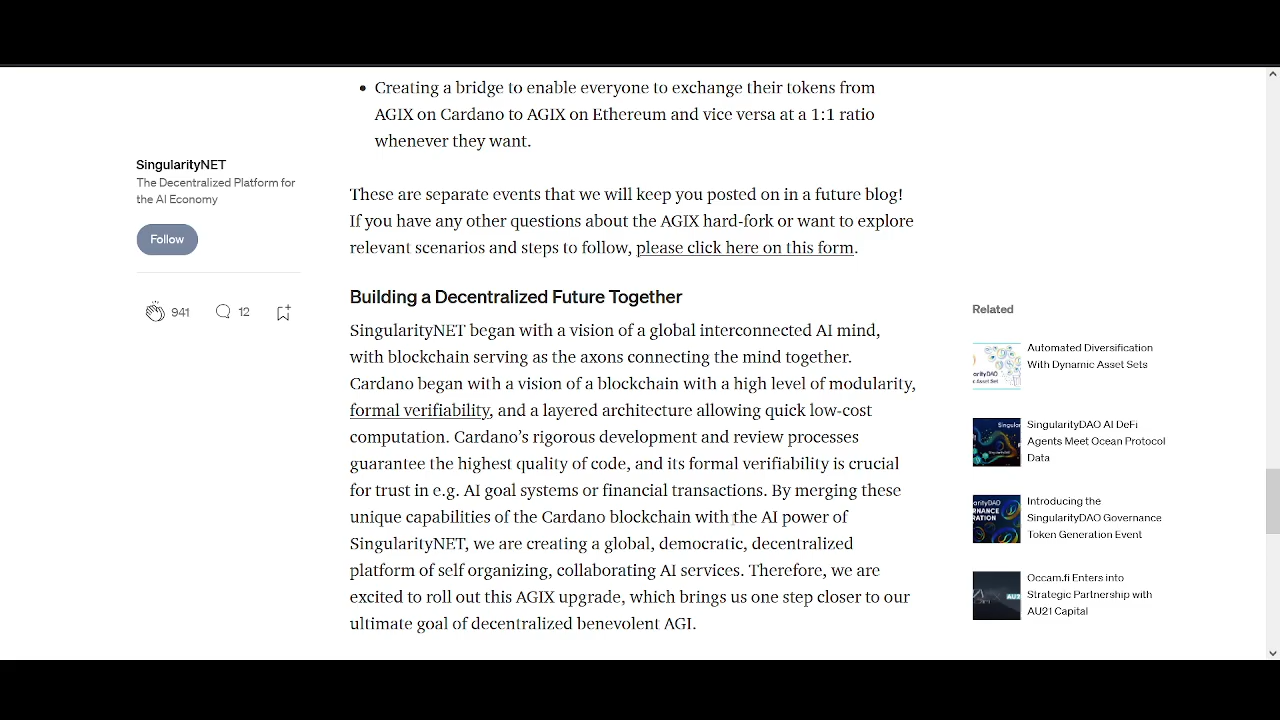 Creating a bridge to enable everyone to exchange their tokens from
AGIX on Cardano to AGIX on Ethereum and vice versa at a 1:1 ratio
whenever they want.
SingularityNET
The Decentralized Platform for
the AI Economy
Follow
941
12
These are separate events that we will keep you posted on in a future blog!
If you have any other questions about the AGIX hard-fork or want to explore
relevant scenarios and steps to follow, please click here on this form.
Building a Decentralized Future Together
SingularityNET began with a vision of a global interconnected AI mind,
with blockchain serving as the axons connecting the mind together.
Cardano began with a vision of a blockchain with a high level of modularity,
formal verifiability, and a layered architecture allowing quick low-cost
computation. Cardano’s rigorous development and review processes
guarantee the highest quality of code, and its formal verifiability is crucial
for trust in e.g. AI goal systems or financial transactions. By merging these
unique capabilities of the Cardano blockchain with the AI power of
SingularityNET, we are creating a global, democratic, decentralized
platform of self organizing, collaborating AI services. Therefore, we are
excited to roll out this AGIX upgrade, which brings us one step closer to our
ultimate goal of decentralized benevolent AGI.
Related
Automated Diversification
With Dynamic Asset Sets
SingularityDAO AI DeFi
Agents Meet Ocean Protocol
Data
Introducing the
SingularityDAO Governance
Token Generation Event
Occam.fi Enters into
Strategic Partnership with
AU21 Capital